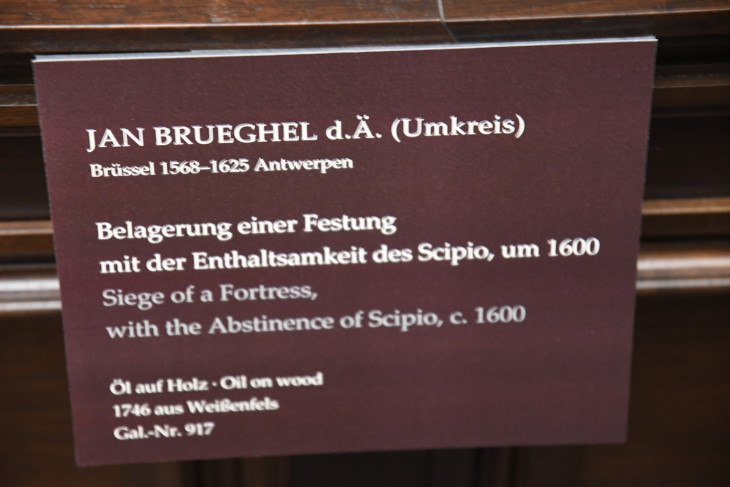 JAN BRUEGHEL d.Ä. (Umkreis)
Brüssel 1568–1625 Antwerpen
Belagerung einer Festung
mit der Enthaltsamkeit des Scipio, um 1600
Siege of a Fortress,
with the Abstinence of Scipio, c. 1600
Öl auf Holz · Oil on wood
1746 aus Weißenfels
Gal.-Nr. 917